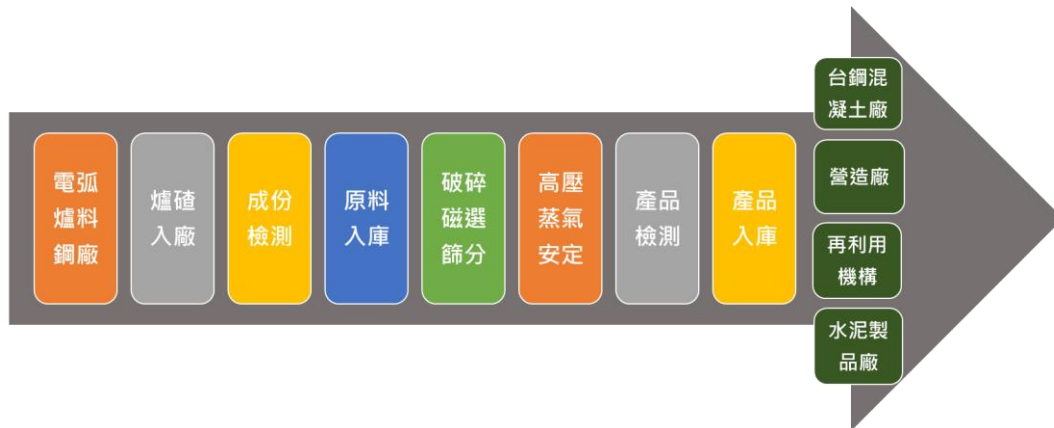 電弧
爐料
鋼廠
爐碴
入廠
成份
檢測
原料
入庫
破碎
磁選
篩分
高壓
蒸氣
安定
產品
檢測
產品
入庫
台鋼混
凝土廠
營造廠
再利用
機構
水泥製
品廠